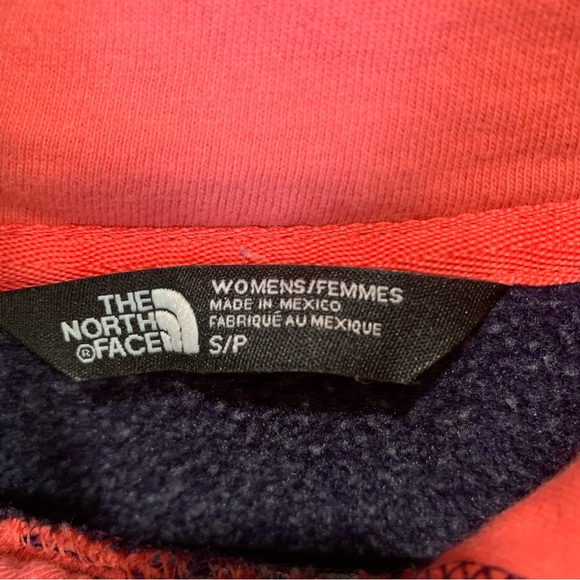 THE
NORTH
®FACE
WOMENS/FEMMES
MADE IN MEXICO
FABRIQUÉ AU MEXIQUE
S/P